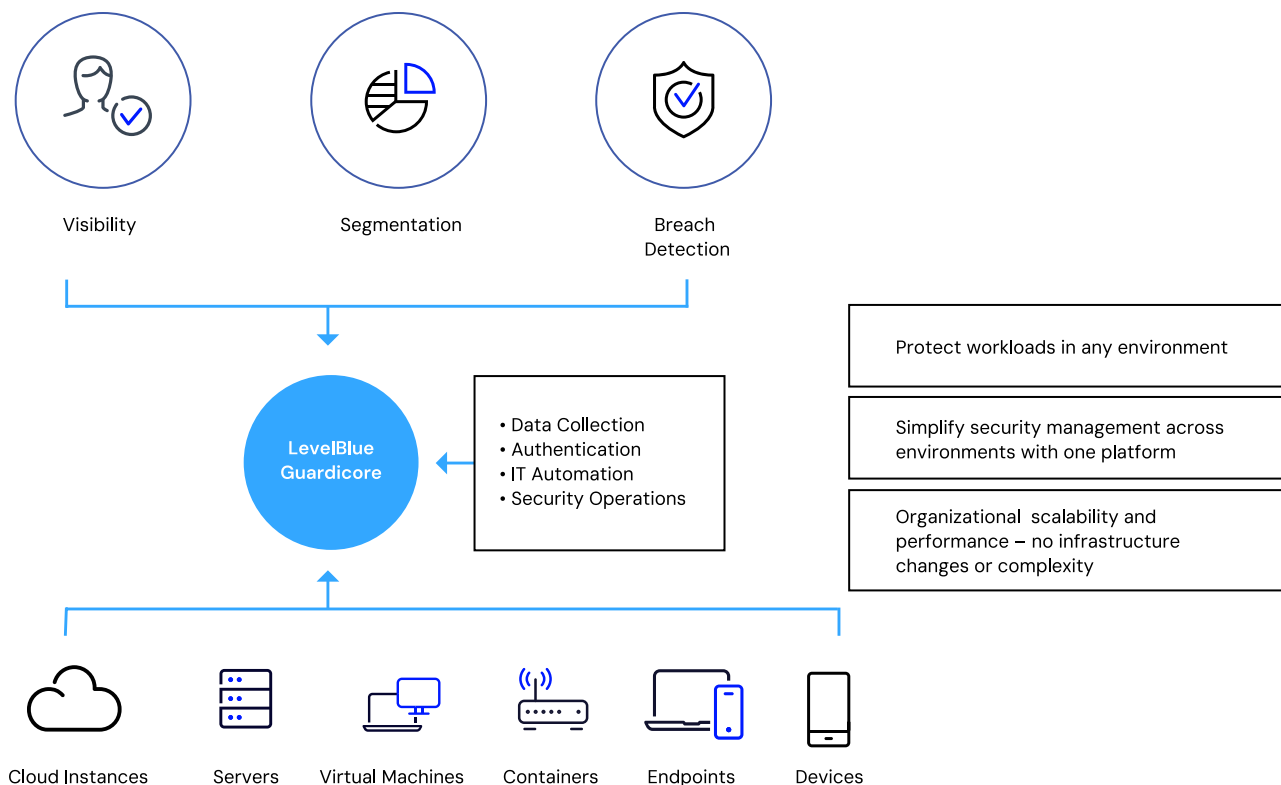 Visibility
Segmentation
Breach
Detection
LevelBlue
Guardicore
• Data Collection
• Authentication
• IT Automation
• Security Operations
Protect workloads in any environment
Simplify security management across
environments with one platform
Organizational scalability and
performance – no infrastructure
changes or complexity
Cloud Instances
Servers
Virtual Machines
Containers
Endpoints
Devices